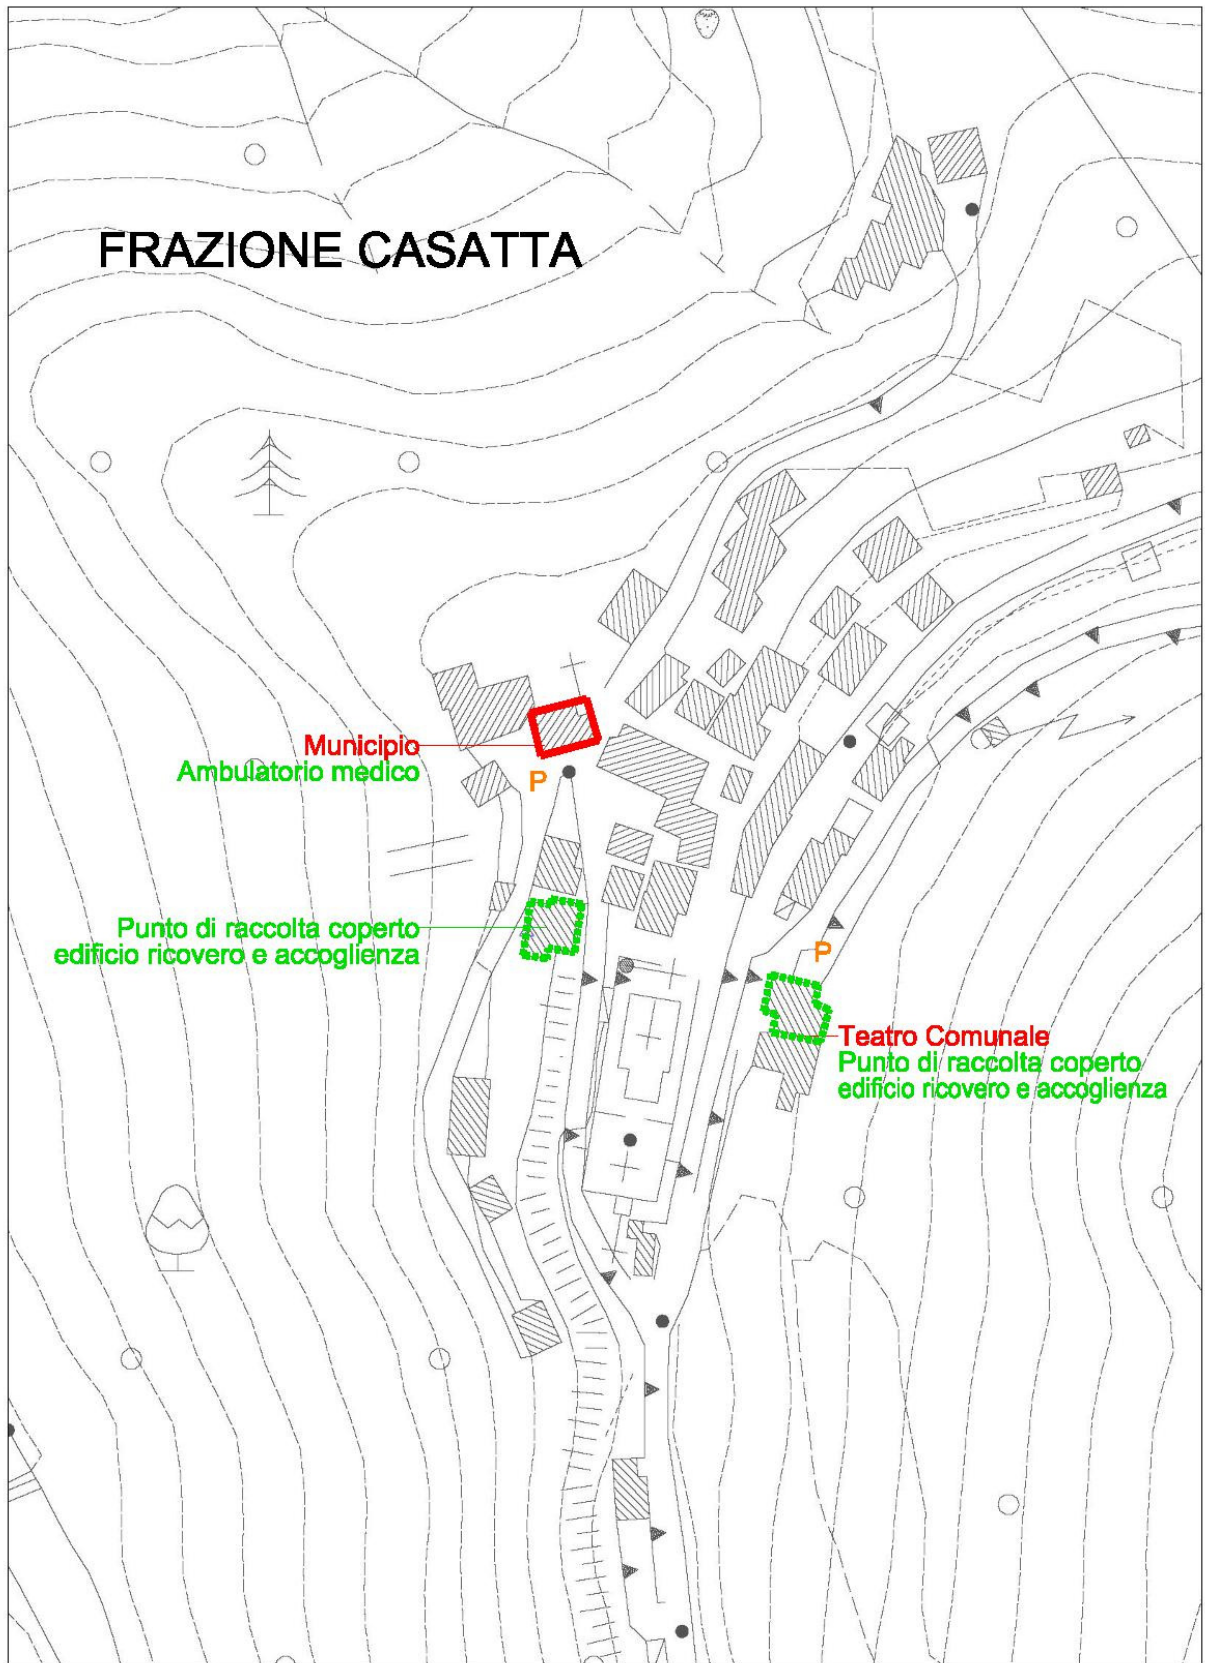 FRAZIONE CASATTA
Municipio
Ambulatorio medico
P
Punto di raccolta coperto
edificio ricovero e accoglienza
P
Teatro Comunale
Punto di raccolta coperto
edificio ricovero e accoglienza